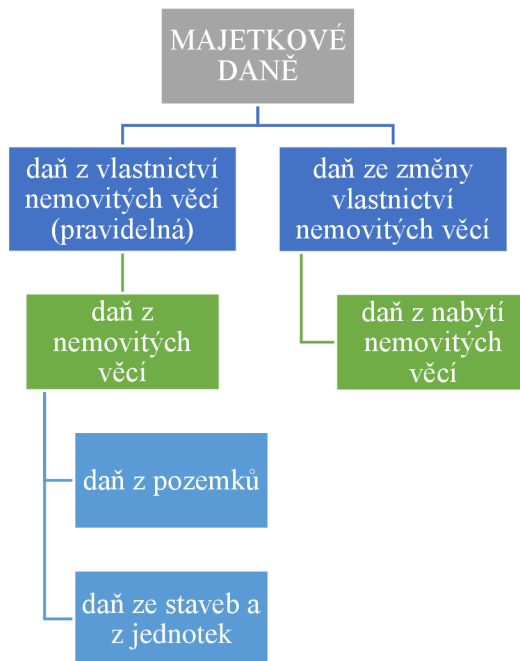 MAJETKOVÉ
DANĚ
daň z vlastnictví
nemovitých věcí
(pravidelná)
daň ze změny
vlastnictví
nemovitých věcí
daň z
nemovitých
věcí
daň z nabytí
nemovitých
věcí
daň z pozemků
daň ze staveb a
z jednotek